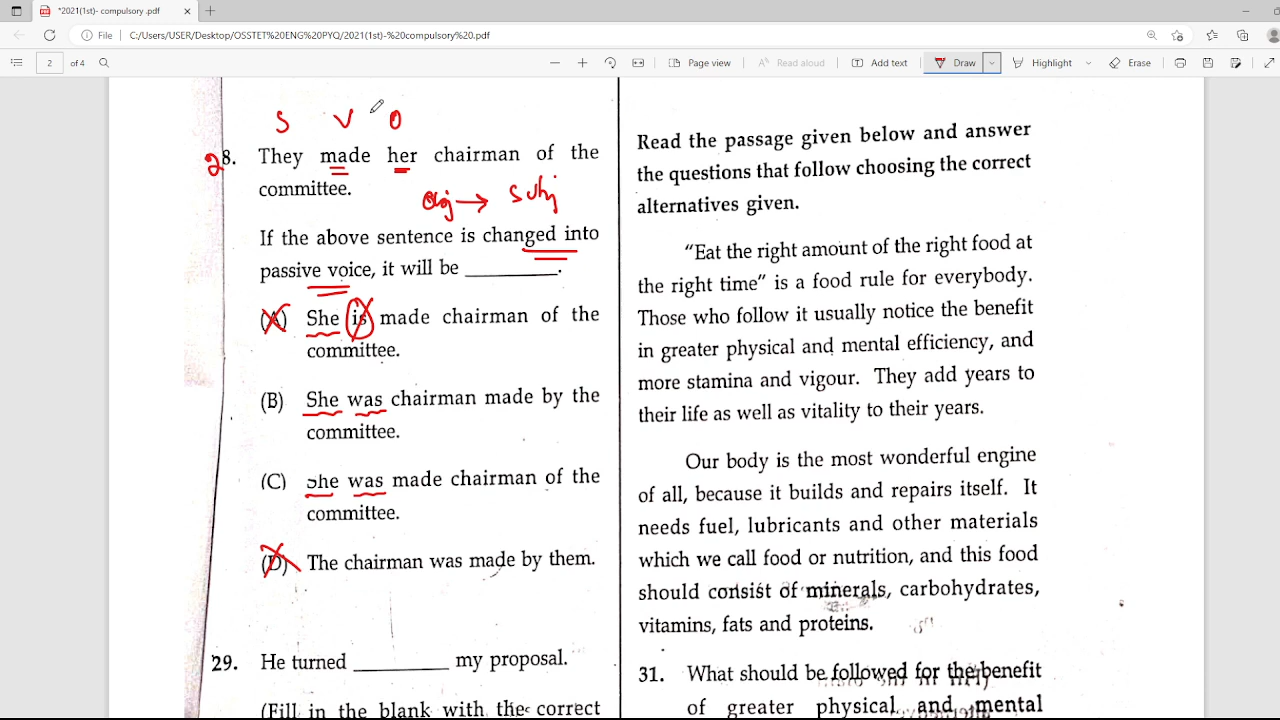 *2021(1st)- compulsory .pdf
File
C:/Users/USER/Desktop/OSSTET%20ENG%20PYQ/2021(1st)-%20compulsory%20.pdf
2 of 4
Page view
Read aloud
Add text
Draw
Highlight
Erase
S V O
28. They made her chairman of the
committee.
Obj → Subj
If the above sentence is changed into
passive voice, it will be ________.
(A) She is made chairman of the
committee.
(B) She was chairman made by the
committee.
(C) she was made chairman of the
committee.
(D) The chairman was made by them.
29. He turned ________ my proposal.
(Fill in the blank with the correct
Read the passage given below and answer
the questions that follow choosing the correct
alternatives given.
“Eat the right amount of the right food at
the right time” is a food rule for everybody.
Those who follow it usually notice the benefit
in greater physical and mental efficiency, and
more stamina and vigour. They add years to
their life as well as vitality to their years.
Our body is the most wonderful engine
of all, because it builds and repairs itself. It
needs fuel, lubricants and other materials
which we call food or nutrition, and this food
should consist of minerals, carbohydrates,
vitamins, fats and proteins.
31. What should be followed for the benefit
of greater physical and mental